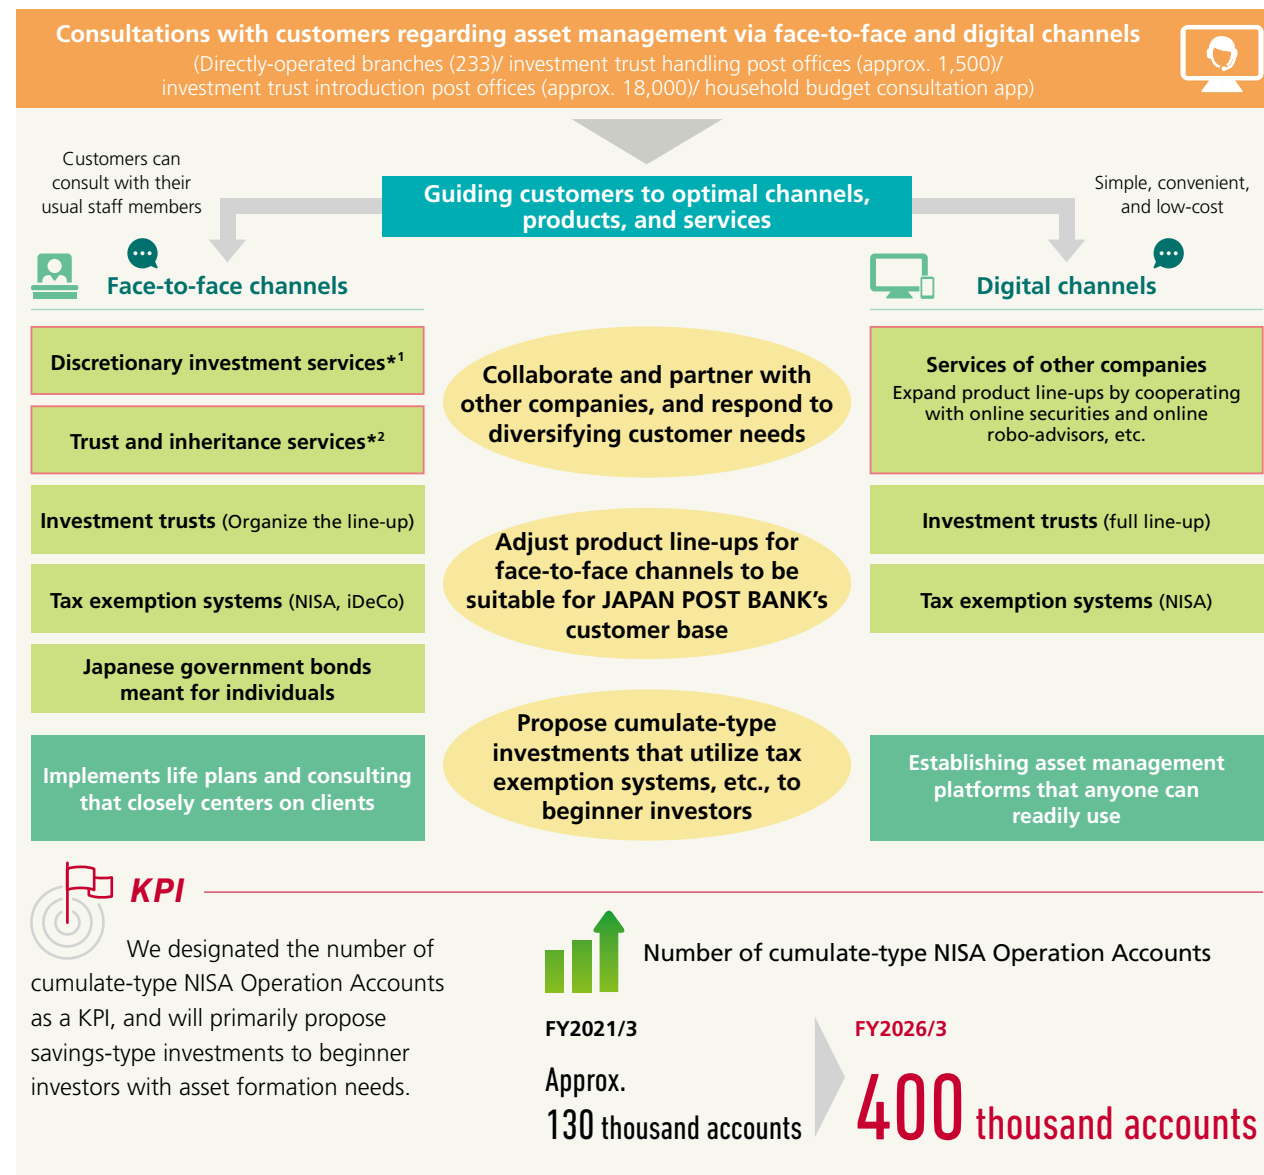 Consultations with customers regarding asset management via face-to-face and digital channels
(Directly-operated branches (233)/ investment trust handling post offices (approx. 1,500)/
investment trust introduction post offices (approx. 18,000)/ household budget consultation app)
Customers can
consult with their
usual staff members
Guiding customers to optimal channels,
products, and services
Simple, convenient,
and low-cost
Face-to-face channels
Discretionary investment services*1
Trust and inheritance services*2
Investment trusts (Organize the line-up)
Tax exemption systems (NISA, iDeCo)
Japanese government bonds
meant for individuals
Implements life plans and consulting
that closely centers on clients
Collaborate and partner with
other companies, and respond to
diversifying customer needs
Adjust product line-ups for
face-to-face channels to be
suitable for JAPAN POST BANK's
customer base
Propose cumulate-type
investments that utilize tax
exemption systems, etc., to
beginner investors
Digital channels
Services of other companies
Expand product line-ups by cooperating
with online securities and online
robo-advisors, etc.
Investment trusts (full line-up)
Tax exemption systems (NISA)
Establishing asset management
platforms that anyone can
readily use
KPI
We designated the number of
cumulate-type NISA Operation Accounts
as a KPI, and will primarily propose
savings-type investments to beginner
investors with asset formation needs.
Number of cumulate-type NISA Operation Accounts
FY2021/3
Approx.
130 thousand accounts
FY2026/3
400 thousand accounts